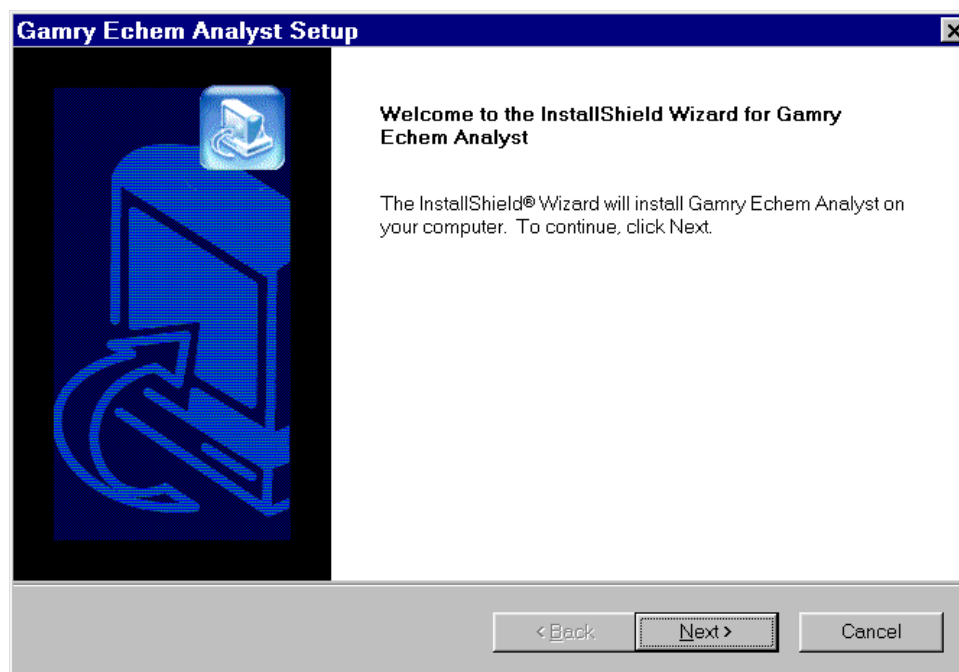 Gamry Echem Analyst Setup
Welcome to the InstallShield Wizard for Gamry
Echem Analyst
The InstallShield® Wizard will install Gamry Echem Analyst on
your computer. To continue, click Next.
< Back
Next >
Cancel